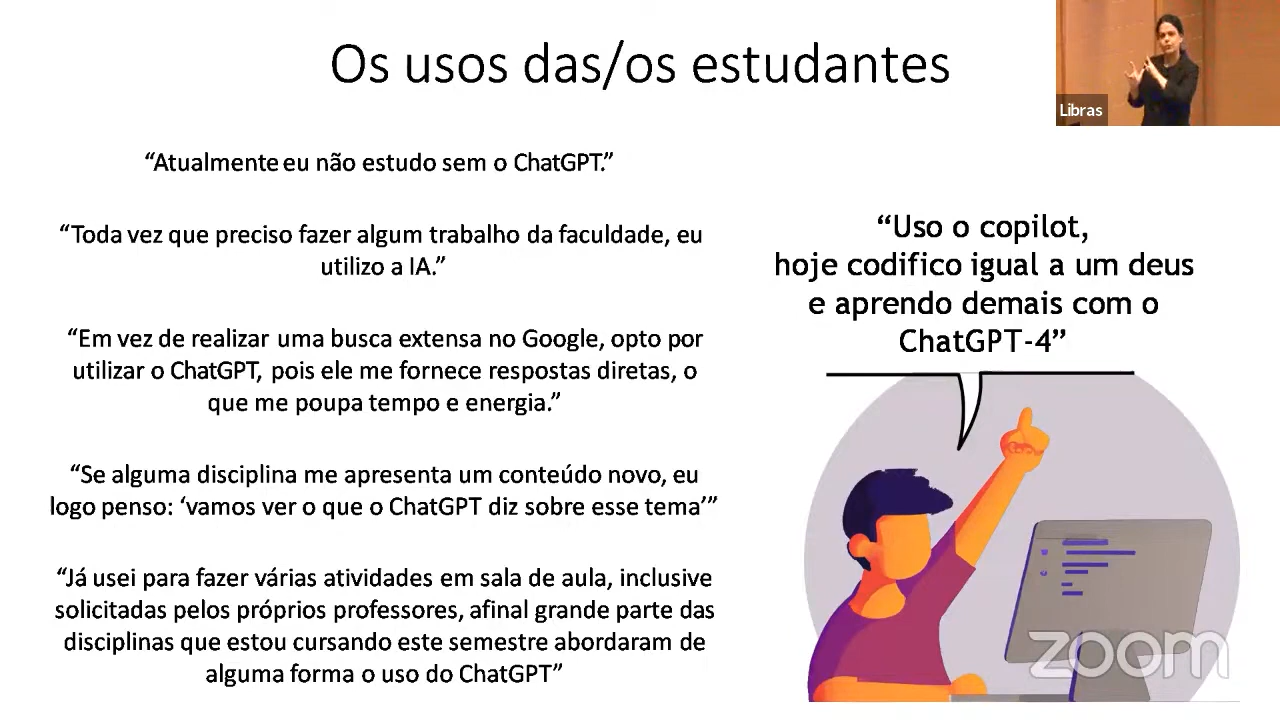 Os usos das/os estudantes
Libras
“Atualmente eu não estudo sem o ChatGPT.”
“Toda vez que preciso fazer algum trabalho da faculdade, eu
utilizo a IA.”
“Em vez de realizar uma busca extensa no Google, opto por
utilizar o ChatGPT, pois ele me fornece respostas diretas, o
que me poupa tempo e energia.”
“Se alguma disciplina me apresenta um conteúdo novo, eu
logo penso: ‘vamos ver o que o ChatGPT diz sobre esse tema’”
“Já usei para fazer várias atividades em sala de aula, inclusive
solicitadas pelos próprios professores, afinal grande parte das
disciplinas que estou cursando este semestre abordaram de
alguma forma o uso do ChatGPT”
“Uso o copilot,
hoje codifico igual a um deus
e aprendo demais com o
ChatGPT-4”
zoom